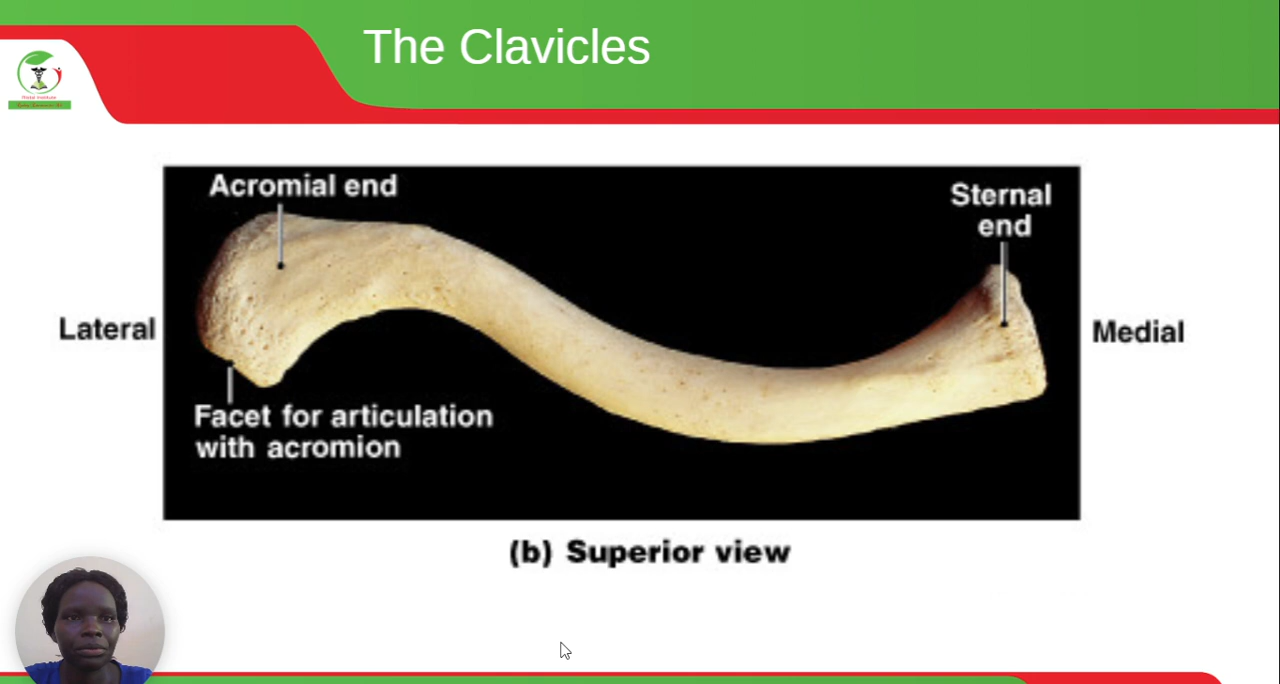 The Clavicles
Acromial end
Sternal
end
Lateral
Medial
Facet for articulation
with acromion
(b) Superior view